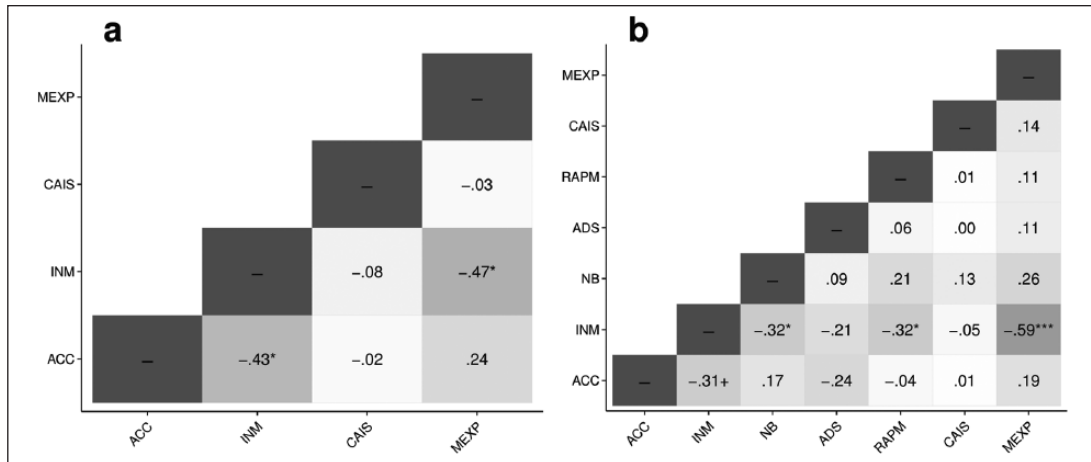 a
MEXP –
CAIS – –.03
INM – –.08 –.47*
ACC – –.43* –.02 .24
ACC INM CAIS MEXP
b
MEXP –
CAIS – .14
RAPM – .01 .11
ADS – .06 .00 .11
NB – .09 .21 .13 .26
INM – –.32* –.21 –.32* –.05 –.59***
ACC – –.31+ .17 –.24 –.04 .01 .19
ACC INM NB ADS RAPM CAIS MEXP